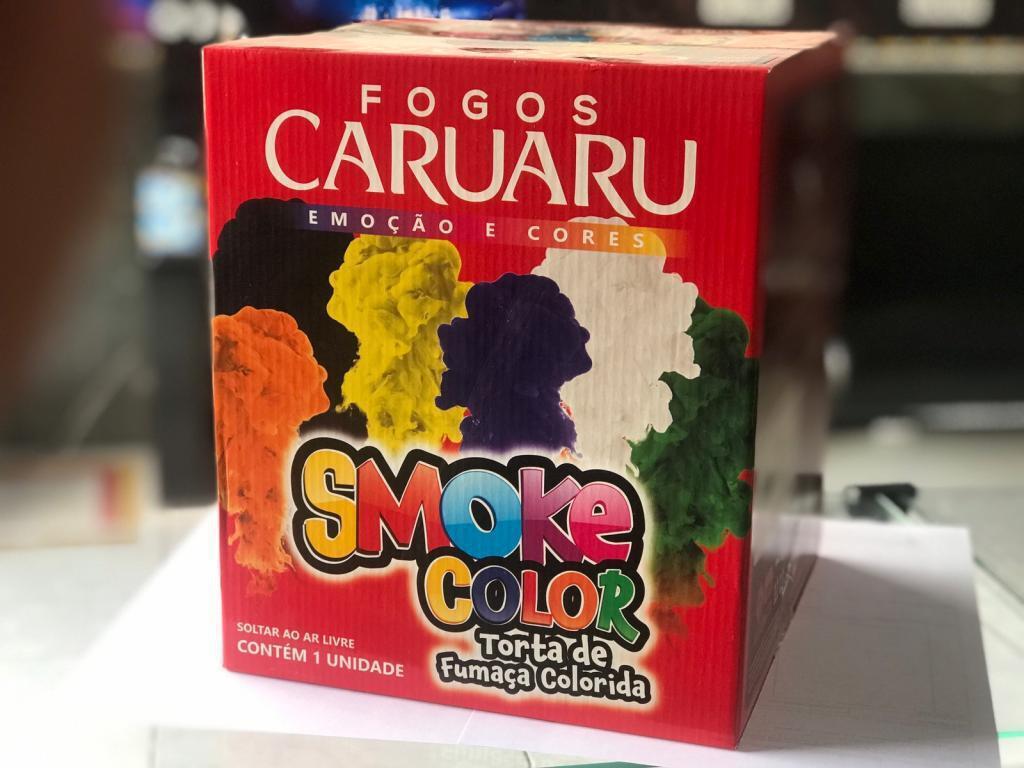 FOGOS
CARUARU
EMOÇÃO E CORES
SMOKE
COLOR
Torta de
Fumaça Colorida
SOLTAR AO AR LIVRE
CONTÉM 1 UNIDADE